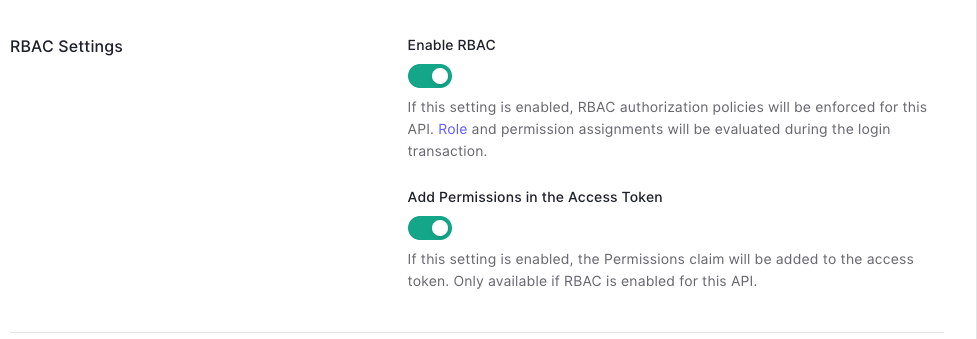 RBAC Settings
Enable RBAC
If this setting is enabled, RBAC authorization policies will be enforced for this
API. Role and permission assignments will be evaluated during the login
transaction.
Add Permissions in the Access Token
If this setting is enabled, the Permissions claim will be added to the access
token. Only available if RBAC is enabled for this API.